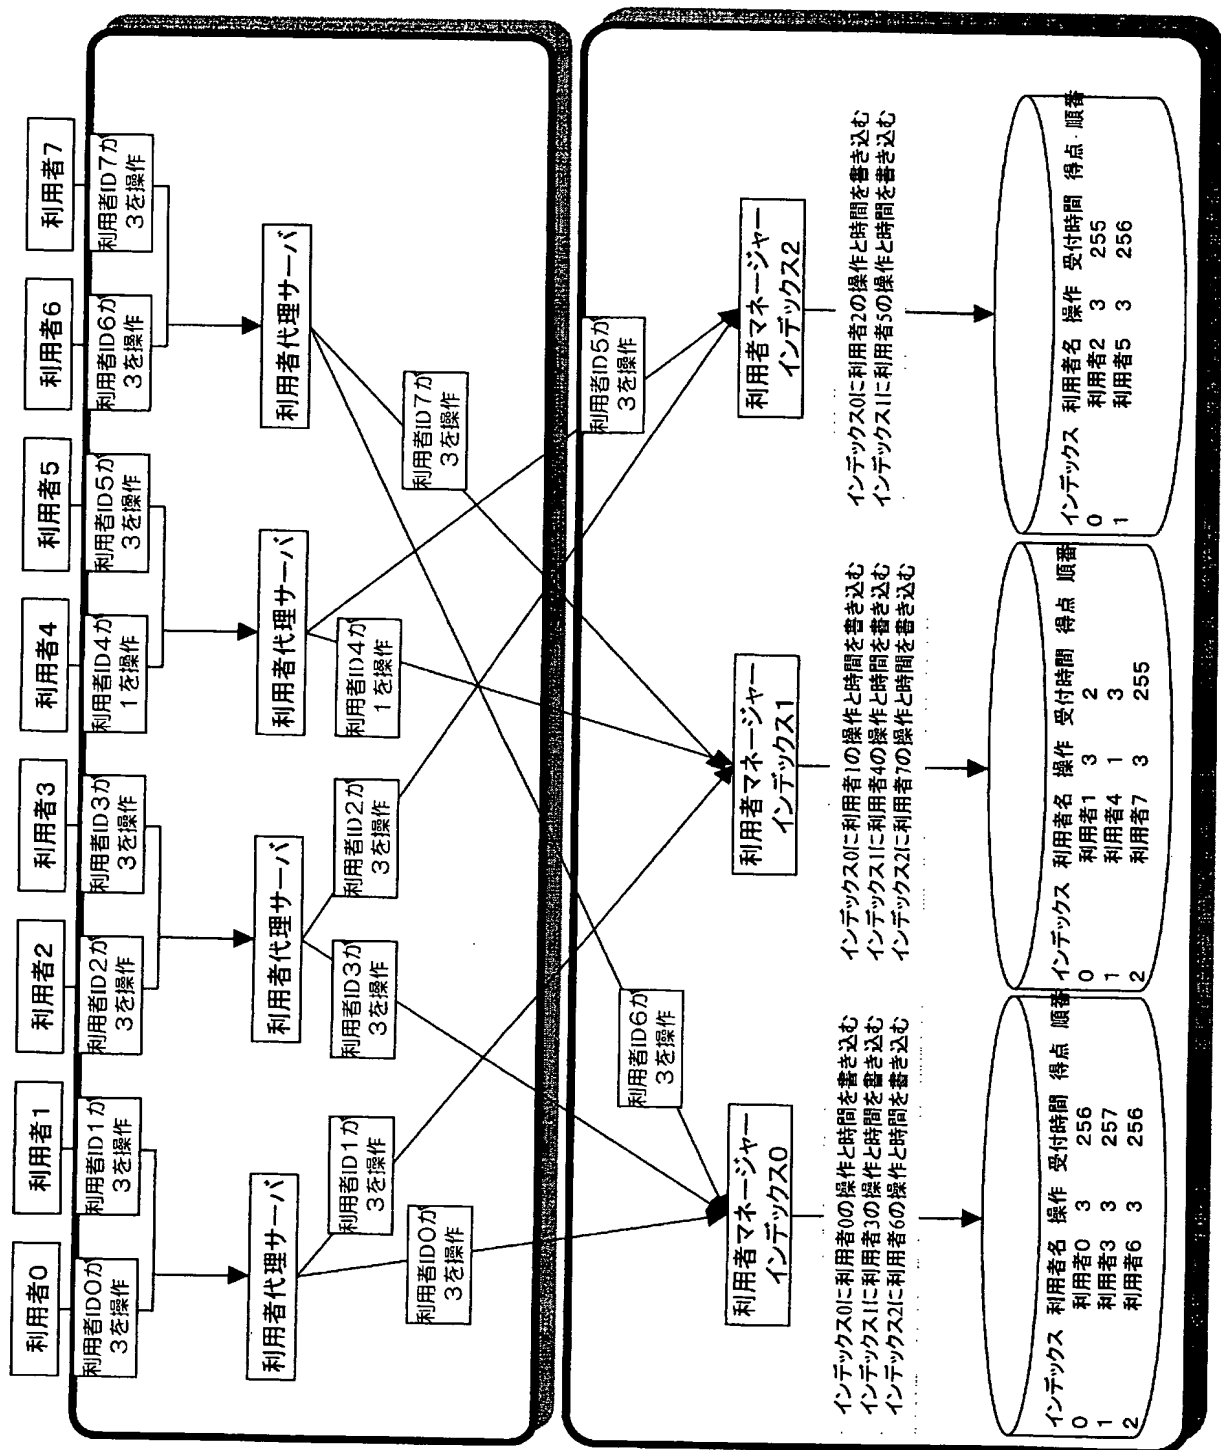 利用者0
利用者1
利用者2
利用者3
利用者4
利用者5
利用者6
利用者7
利用者ID0が
3を操作
利用者ID1が
3を操作
利用者ID2が
3を操作
利用者ID3が
3を操作
利用者ID4が
1を操作
利用者ID5が
3を操作
利用者ID6が
3を操作
利用者ID7が
3を操作
利用者代理サーバ
利用者代理サーバ
利用者代理サーバ
利用者代理サーバ
利用者ID1が
3を操作
利用者ID0が
3を操作
利用者ID3が
3を操作
利用者ID2が
3を操作
利用者ID4が
1を操作
利用者ID7が
3を操作
利用者ID6が
3を操作
利用者ID5が
3を操作
利用者マネージャー
インデックス0
利用者マネージャー
インデックス1
利用者マネージャー
インデックス2
インデックス0に利用者0の操作と時間を書き込む
インデックス1に利用者3の操作と時間を書き込む
インデックス2に利用者6の操作と時間を書き込む
インデックス0に利用者1の操作と時間を書き込む
インデックス1に利用者4の操作と時間を書き込む
インデックス2に利用者7の操作と時間を書き込む
インデックス0に利用者2の操作と時間を書き込む
インデックス1に利用者5の操作と時間を書き込む
インデックス 利用者名 操作 受付時間 得点 順番
0 利用者0 3 256
1 利用者3 3 257
2 利用者6 3 256
インデックス 利用者名 操作 受付時間 得点 順番
0 利用者1 3 2
1 利用者4 1 3
2 利用者7 3 255
インデックス 利用者名 操作 受付時間 得点・順番
0 利用者2 3 255
1 利用者5 3 256